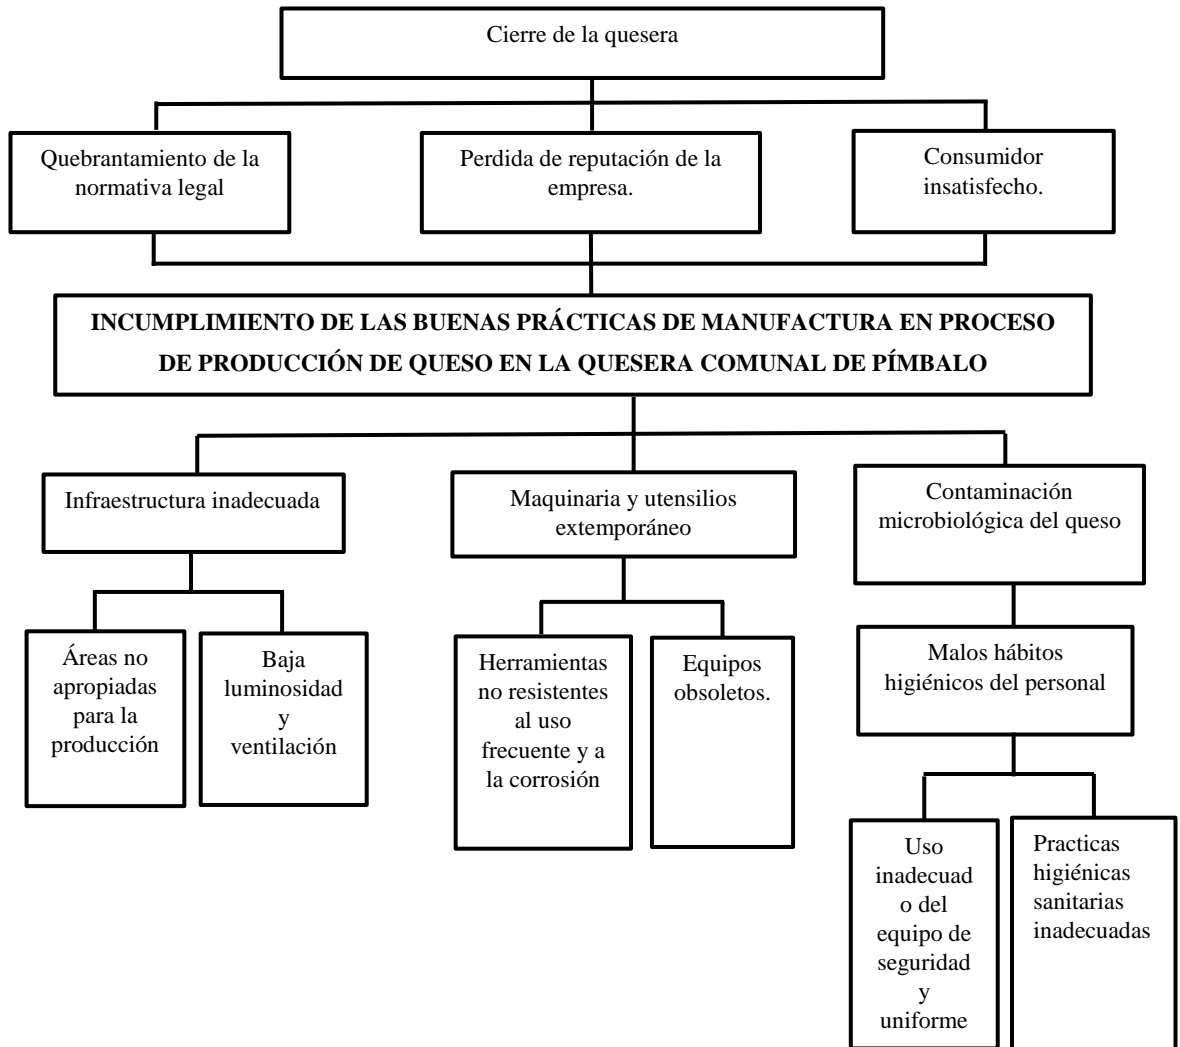 Cierre de la quesera
Quebrantamiento de la
normativa legal
Perdida de reputación de la
empresa.
Consumidor
insatisfecho.
INCUMPLIMIENTO DE LAS BUENAS PRÁCTICAS DE MANUFACTURA EN PROCESO
DE PRODUCCIÓN DE QUESO EN LA QUESERA COMUNAL DE PÍMBALO
Infraestructura inadecuada
Maquinaria y utensilios
extemporáneo
Contaminación
microbiológica del queso
Áreas no
apropiadas
para la
producción
Baja
luminosidad
y
ventilación
Herramientas
no resistentes
al uso
frecuente y a
la corrosión
Equipos
obsoletos.
Malos hábitos
higiénicos del personal
Uso
inadecuad
o del
equipo de
seguridad
y
uniforme
Practicas
higiénicas
sanitarias
inadecuadas